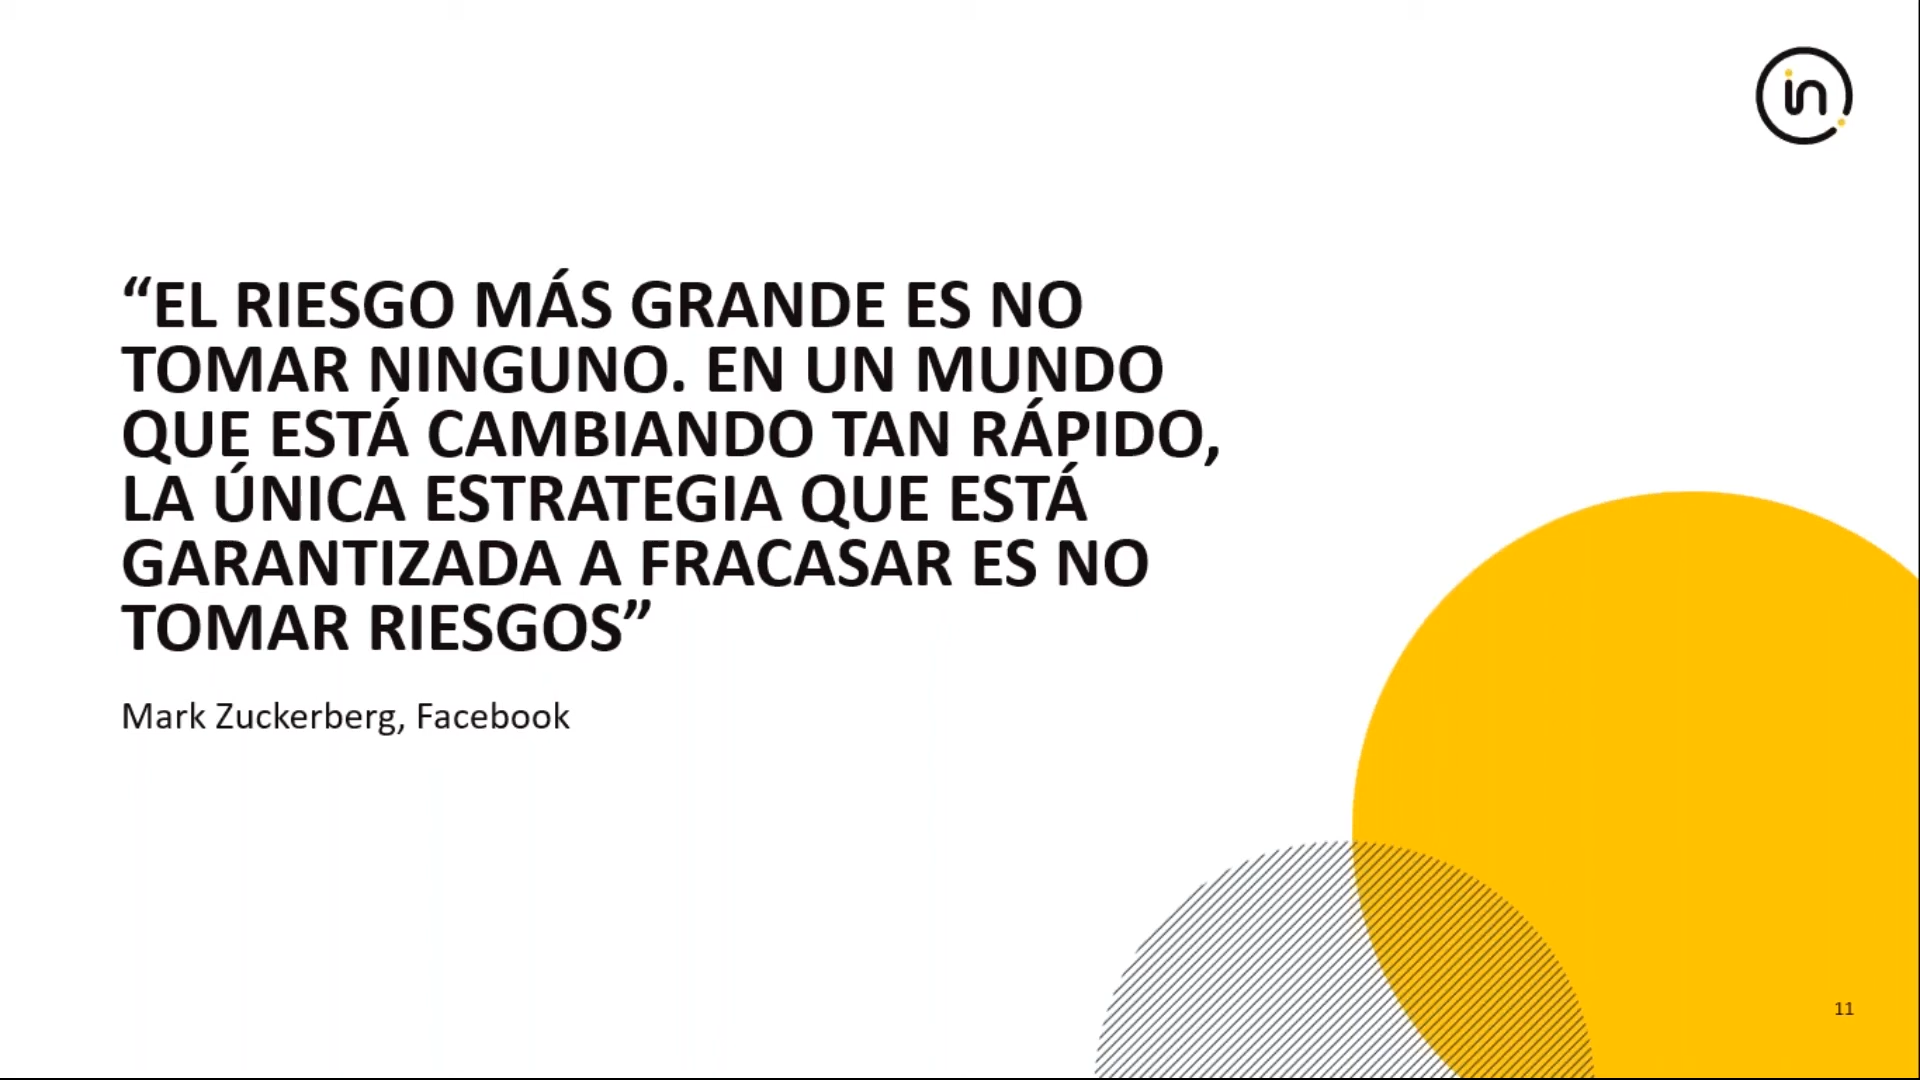 in
“EL RIESGO MÁS GRANDE ES NO
TOMAR NINGUNO. EN UN MUNDO
QUE ESTÁ CAMBIANDO TAN RÁPIDO,
LA ÚNICA ESTRATEGIA QUE ESTÁ
GARANTIZADA A FRACASAR ES NO
TOMAR RIESGOS”
Mark Zuckerberg, Facebook
11